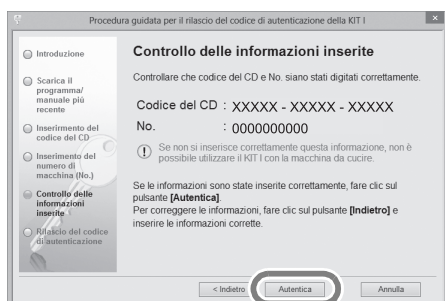 Procedura guidata per il rilascio del codice di autenticazione della KIT I
Introduzione
Scarica il
programma/
manuale più
recente
Inserimento del
codice del CD
Inserimento del
numero di
macchina (No.)
Controllo delle
informazioni
inserite
Rilascio del codice
di autenticazione
Controllo delle informazioni inserite
Controllare che codice del CD e No. siano stati digitati correttamente.
Codice del CD : XXXXX - XXXXX - XXXXX
No. : 0000000000
Se non si inserisce correttamente questa informazione, non è
possibile utilizzare il KIT I con la macchina da cucire.
Se le informazioni sono state inserite correttamente, fare clic sul
pulsante [Autentica].
Per correggere le informazioni, fare clic sul pulsante [Indietro] e
inserire le informazioni corrette.
< Indietro Autentica Annulla